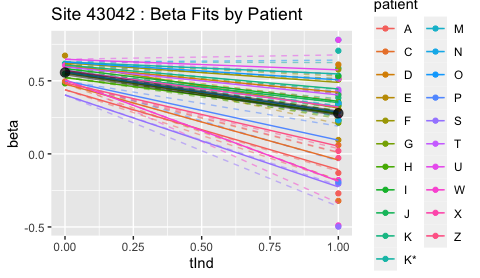 Site 43042 : Beta Fits by Patient
beta
0.5
0.0
-0.5
0.00
0.25
0.50
0.75
1.00
tInd
patient
A
C
D
E
F
G
H
I
J
K
K*
M
N
O
P
S
T
U
W
X
Z